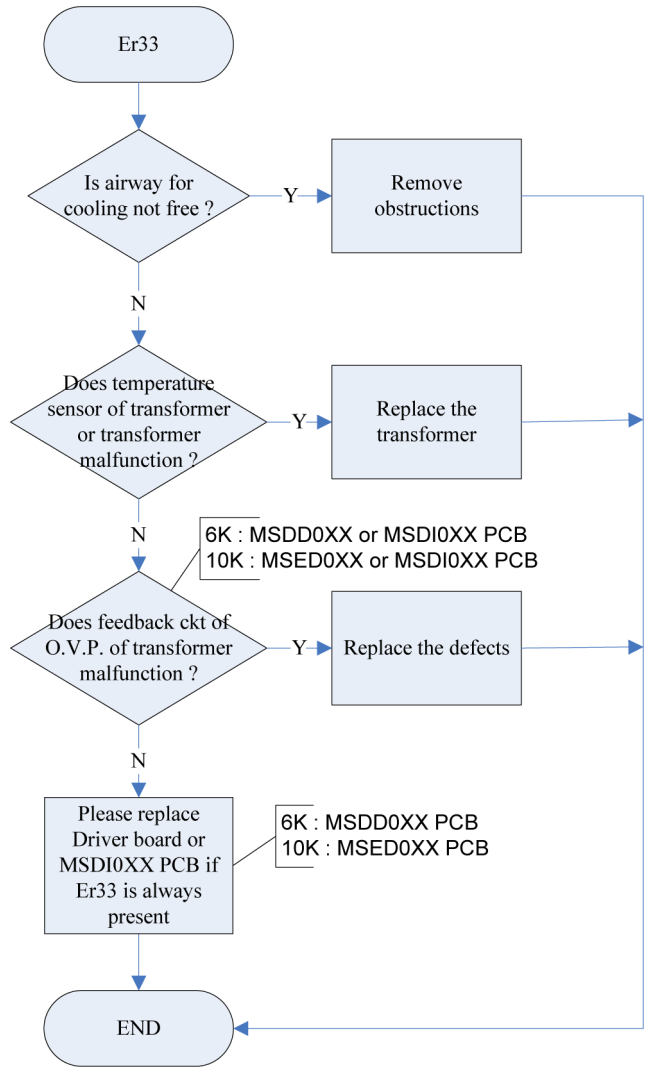 Er33
Is airway for
cooling not free ?
Y
Remove
obstructions
N
Does temperature
sensor of transformer
or transformer
malfunction ?
Y
Replace the
transformer
N
6K : MSDD0XX or MSDI0XX PCB
10K : MSED0XX or MSDI0XX PCB
Does feedback ckt of
O.V.P. of transformer
malfunction ?
Y
Replace the defects
N
Please replace
Driver board or
MSDI0XX PCB if
Er33 is always
present
6K : MSDD0XX PCB
10K : MSED0XX PCB
END